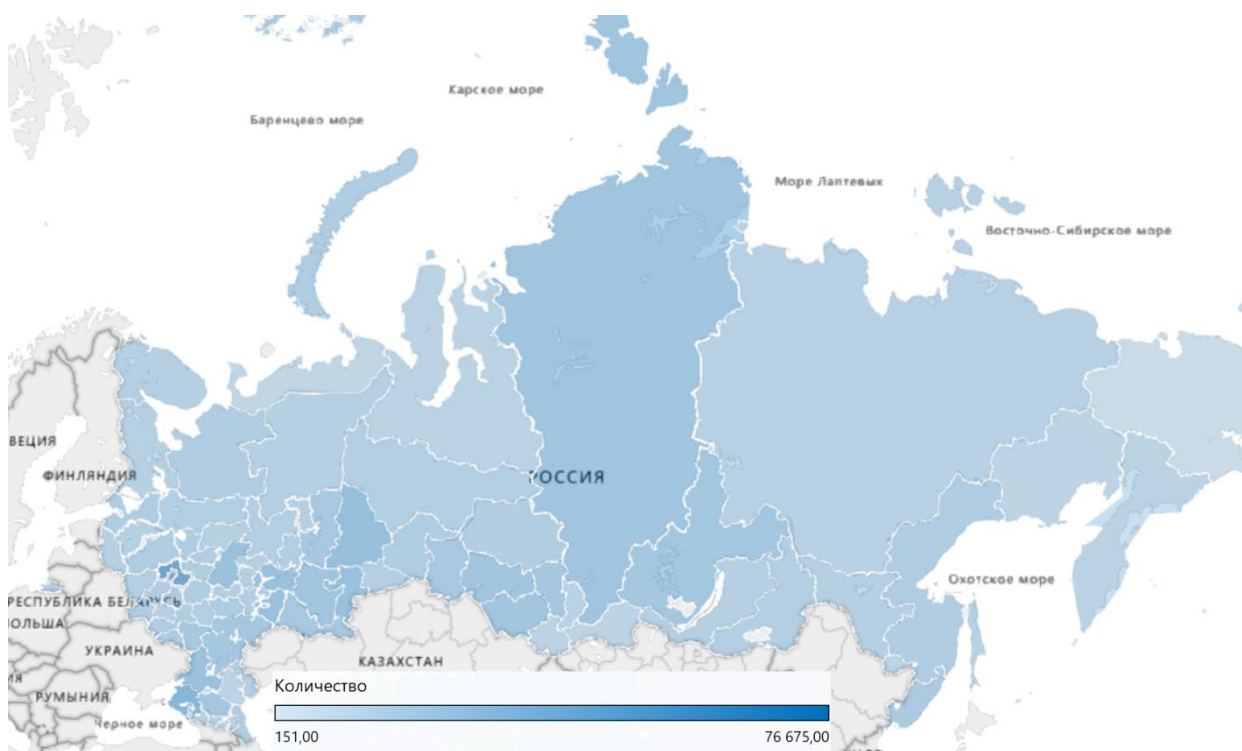 Карское море
Баренцево море
Море Лаптевых
Восточно-Сибирское море
ВЕЦИЯ
ФИНЛЯНДИЯ
РОССИЯ
Охотское море
РЕСПУБЛИКА БЕЛАРУСЬ
ОЛЬША
УКРАИНА
КАЗАХСТАН
РУМЫНИЯ
Черное море
Количество
151,00
76 675,00